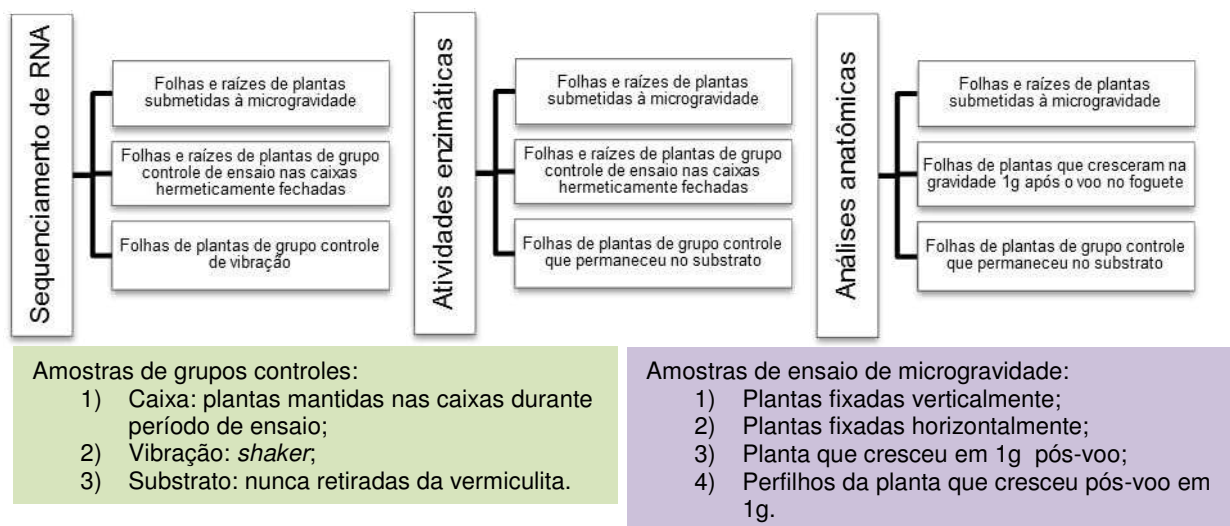 Sequenciamento de RNA
Folhas e raízes de plantas
submetidas à microgravidade
Folhas e raízes de plantas de grupo
controle de ensaio nas caixas
hermeticamente fechadas
Folhas de plantas de grupo controle
de vibração
Atividades enzimáticas
Folhas e raízes de plantas
submetidas à microgravidade
Folhas e raízes de plantas de grupo
controle de ensaio nas caixas
hermeticamente fechadas
Folhas de plantas de grupo controle
que permaneceu no substrato
Análises anatômicas
Folhas e raízes de plantas
submetidas à microgravidade
Folhas de plantas que cresceram na
gravidade 1g após o voo no foguete
Folhas de plantas de grupo controle
que permaneceu no substrato
Amostras de grupos controles:
1) Caixa: plantas mantidas nas caixas durante
período de ensaio;
2) Vibração: shaker;
3) Substrato: nunca retiradas da vermiculita.
Amostras de ensaio de microgravidade:
1) Plantas fixadas verticalmente;
2) Plantas fixadas horizontalmente;
3) Planta que cresceu em 1g pós-voo;
4) Perfilhos da planta que cresceu pós-voo em
1g.